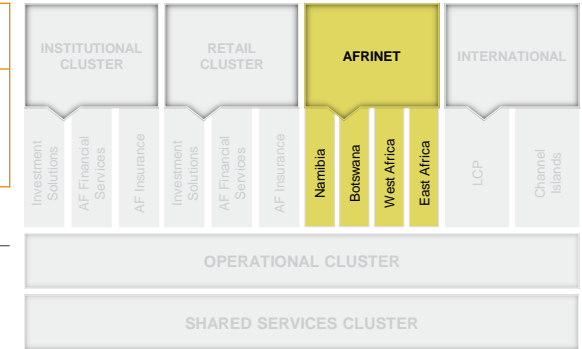 INSTITUTIONAL
CLUSTER
RETAIL
CLUSTER
AFRINET
INTERNATIONAL
Investment
Solutions
AF Financial
Services
AF Insurance
Investment
Solutions
AF Financial
Services
AF Insurance
Namibia
Botswana
West Africa
East Africa
LCP
Channel
Islands
OPERATIONAL CLUSTER
SHARED SERVICES CLUSTER